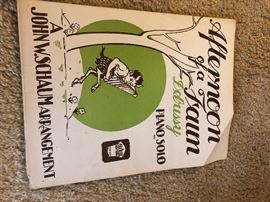 Afternoon
of a Faun
Debussy
PIANO SOLO
A
JOHN W. SCHAUM ARRANGEMENT